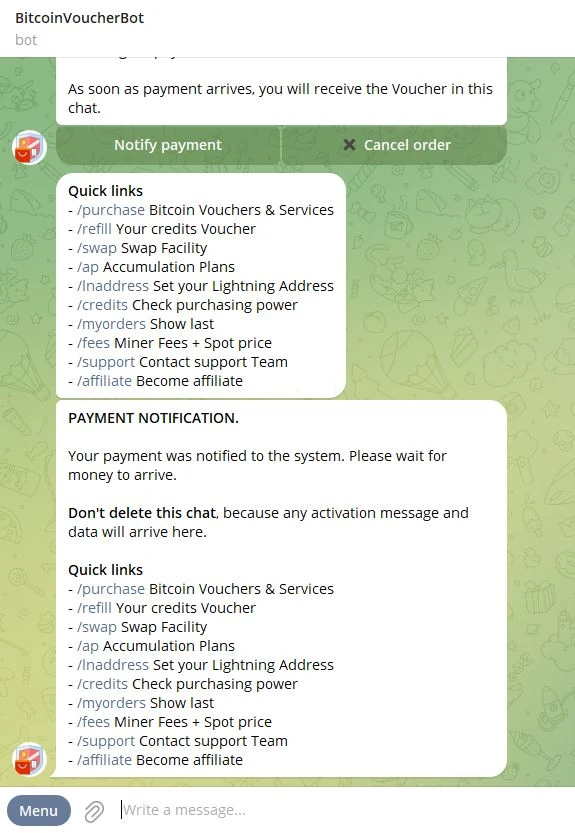 BitcoinVoucherBot
bot
As soon as payment arrives, you will receive the Voucher in this
chat.
Notify payment
✖ Cancel order
Quick links
- /purchase Bitcoin Vouchers & Services
- /refill Your credits Voucher
- /swap Swap Facility
- /ap Accumulation Plans
- /lnaddress Set your Lightning Address
- /credits Check purchasing power
- /myorders Show last
- /fees Miner Fees + Spot price
- /support Contact support Team
- /affiliate Become affiliate
PAYMENT NOTIFICATION.
Your payment was notified to the system. Please wait for
money to arrive.
Don't delete this chat, because any activation message and
data will arrive here.
Quick links
- /purchase Bitcoin Vouchers & Services
- /refill Your credits Voucher
- /swap Swap Facility
- /ap Accumulation Plans
- /lnaddress Set your Lightning Address
- /credits Check purchasing power
- /myorders Show last
- /fees Miner Fees + Spot price
- /support Contact support Team
- /affiliate Become affiliate
Menu
Write a message...